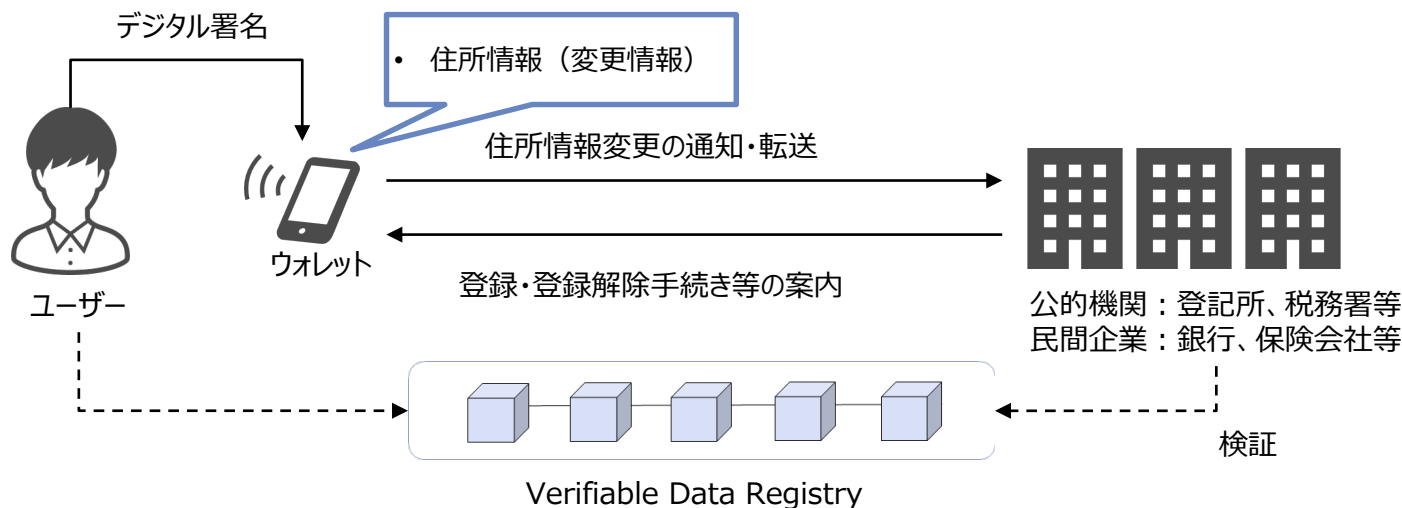 デジタル署名
• 住所情報（変更情報）
住所情報変更の通知・転送
ウォレット
登録・登録解除手続き等の案内
ユーザー
公的機関：登記所、税務署等
民間企業：銀行、保険会社等
検証
Verifiable Data Registry